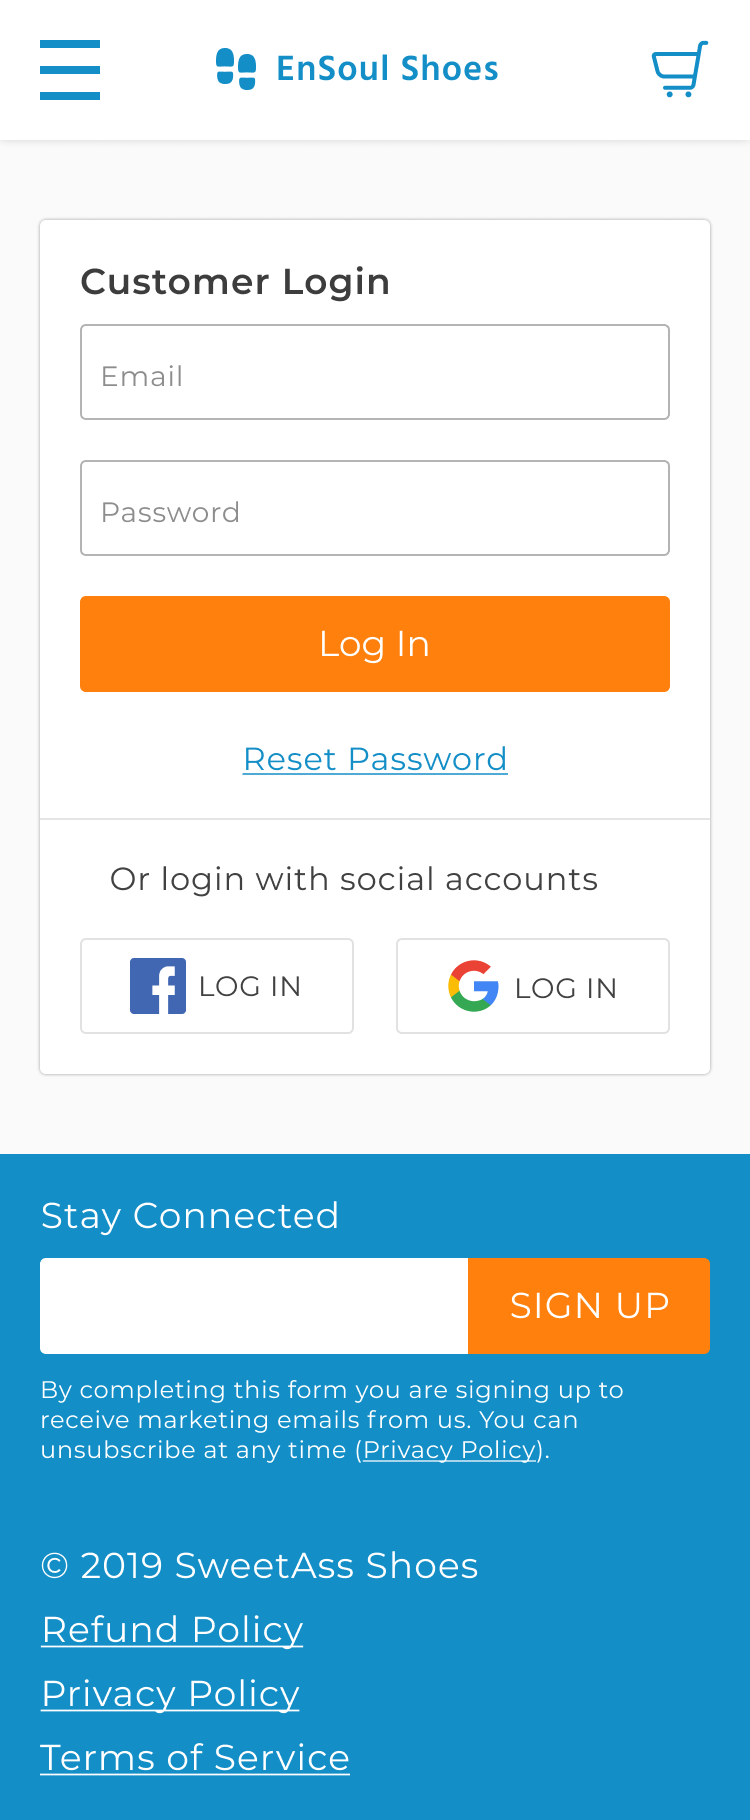 EnSoul Shoes
Customer Login
Email
Password
Log In
Reset Password
Or login with social accounts
LOG IN
LOG IN
Stay Connected
SIGN UP
By completing this form you are signing up to
receive marketing emails from us. You can
unsubscribe at any time (Privacy Policy).
© 2019 SweetAss Shoes
Refund Policy
Privacy Policy
Terms of Service